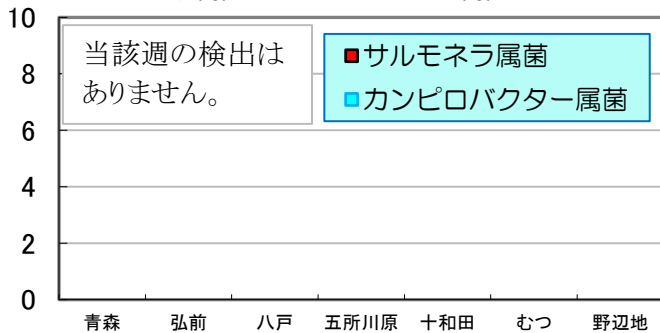 10
当該週の検出は
ありません。
サルモネラ属菌
カンピロバクター属菌
8
6
4
2
0
青森 弘前 八戸 五所川原 十和田 むつ 野辺地